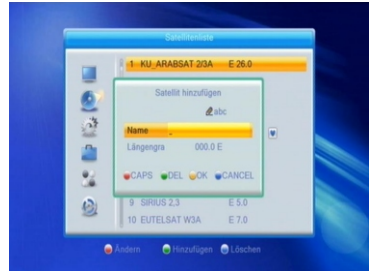 Satellitenliste
1 KU_ARABSAT 2/3A E 26.0
Satellit hinzufügen
abc
Name _
Längengra 000.0 E
CAPS DEL OK CANCEL
9 SIRIUS 2,3 E 5.0
10 EUTELSAT W3A E 7.0
Ändern Hinzufügen Löschen